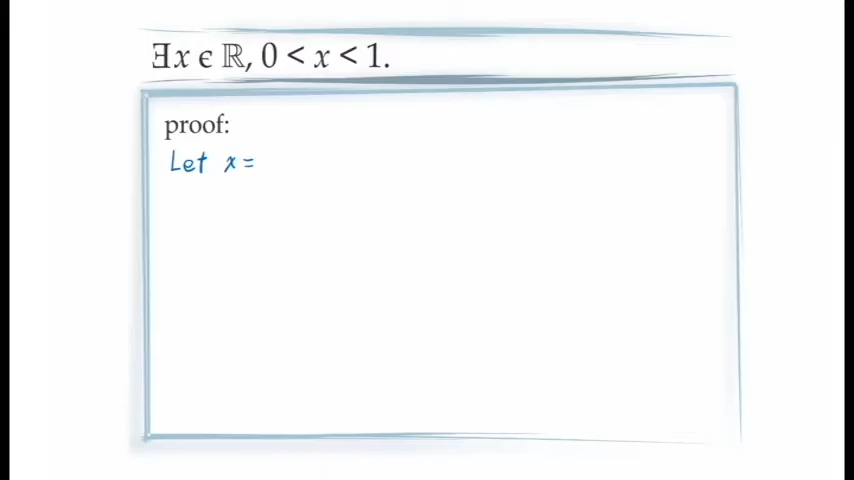 ∃x ϵ ℝ, 0 < x < 1.
proof:
Let x =